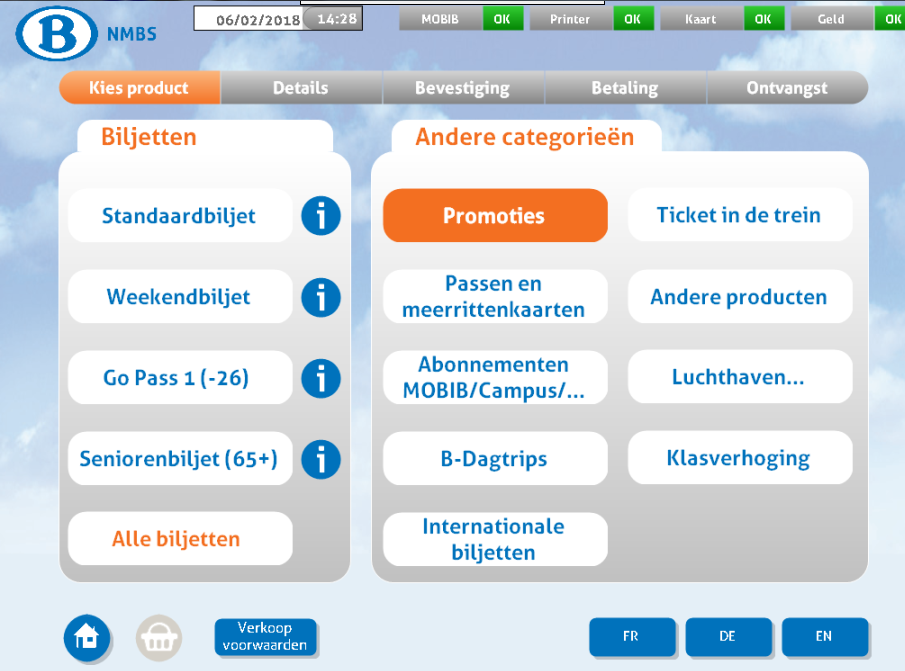 B NMBS
06/02/2018 14:28
MOBIB OK Printer OK Kaart OK Geld OK
Kies product Details Bevestiging Betaling Ontvangst
Biljetten
Standaardbiljet i
Weekendbiljet i
Go Pass 1 (-26) i
Seniorenbiljet (65+) i
Alle biljetten
Andere categorieën
Promoties
Ticket in de trein
Passen en
meerrittenkaarten
Andere producten
Abonnementen
MOBIB/Campus/...
Luchthaven...
B-Dagtrips
Klasverhoging
Internationale
biljetten
Verkoop
voorwaarden
FR DE EN